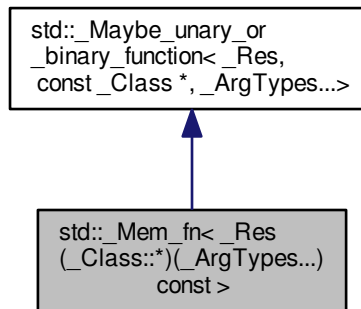 std::_Maybe_unary_or
_binary_function< _Res,
const _Class *, _ArgTypes...>
std::_Mem_fn< _Res
(_Class::*)(_ArgTypes...)
const >